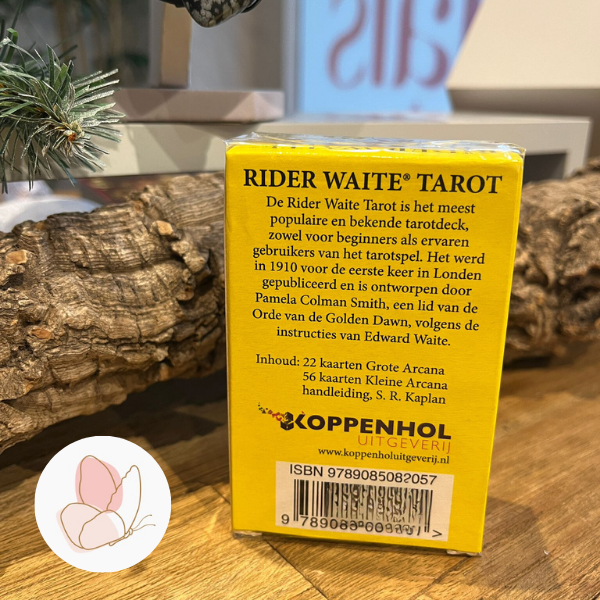 RIDER WAITE® TAROT
De Rider Waite Tarot is het meest
populaire en bekende tarotdeck,
zowel voor beginners als ervaren
gebruikers van het tarotspel. Het werd
in 1910 voor de eerste keer in Londen
gepubliceerd en is ontworpen door
Pamela Colman Smith, een lid van de
Orde van de Golden Dawn, volgens de
instructies van Edward Waite.
Inhoud: 22 kaarten Grote Arcana
56 kaarten Kleine Arcana
handleiding, S. R. Kaplan
KOPPENHOL
UITGEVERIJ
www.koppenholuitgeverij.nl
ISBN 9789085082057